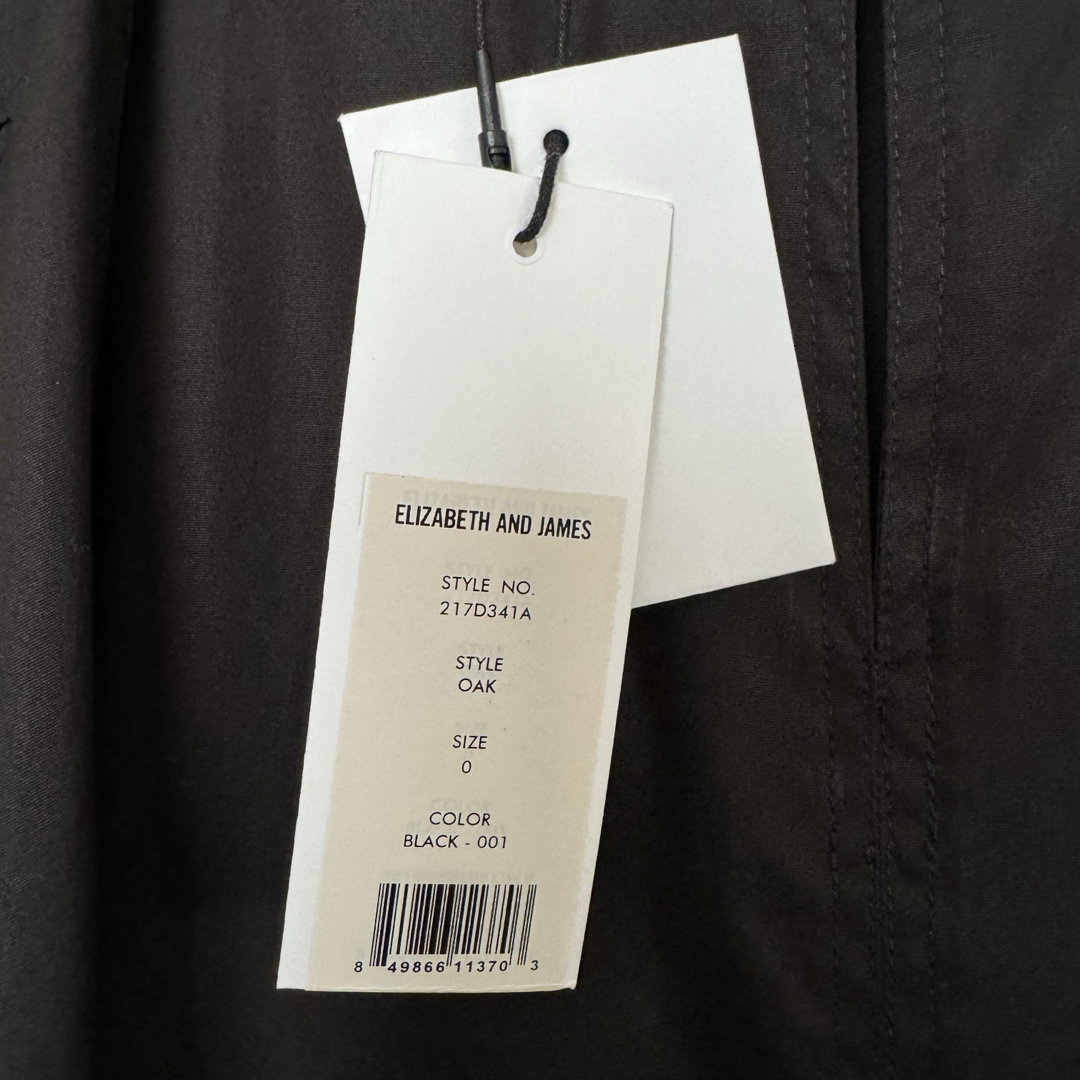 ELIZABETH AND JAMES
STYLE NO.
217D341A
STYLE
OAK
SIZE
0
COLOR
BLACK - 001
8 49866 11370 3